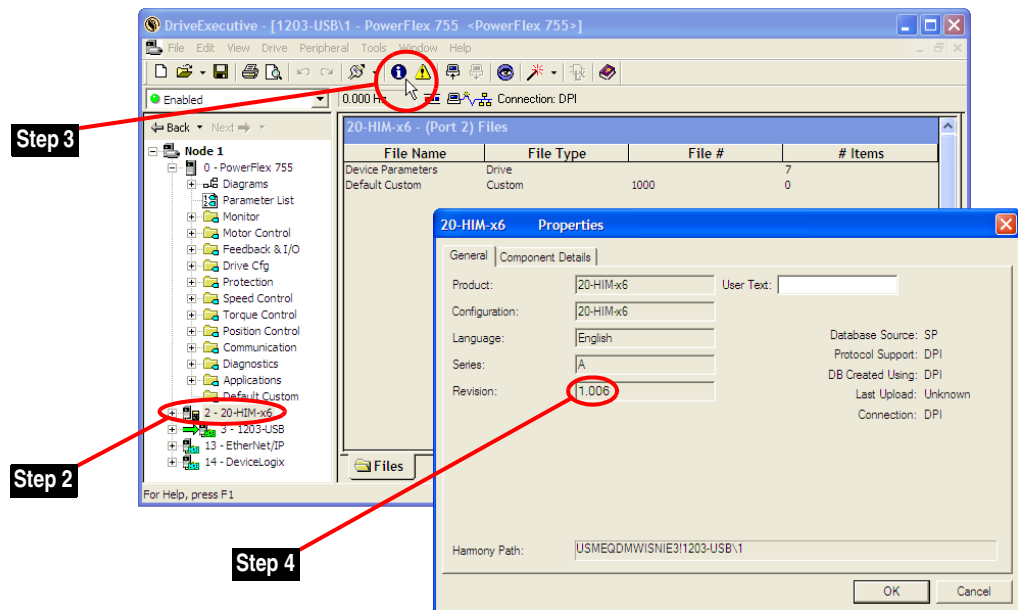 DriveExecutive - [1203-USB\1 - PowerFlex 755 <PowerFlex 755>]
File Edit View Drive Peripheral Tools Window Help
Enabled
0.000 H
Connection: DPI
Back Next
Node 1
0 - PowerFlex 755
Diagrams
Parameter List
Monitor
Motor Control
Feedback & I/O
Drive Cfg
Protection
Speed Control
Torque Control
Position Control
Communication
Diagnostics
Applications
Default Custom
2 - 20-HIM-x6
3 - 1203-USB
13 - EtherNet/IP
14 - DeviceLogix
For Help, press F1
20-HIM-x6 - (Port 2) Files
File Name File Type File # # Items
Device Parameters Drive 7
Default Custom Custom 1000 0
Files
Step 3
Step 2
Step 4
20-HIM-x6 Properties
General Component Details
Product: 20-HIM-x6 User Text:
Configuration: 20-HIM-x6
Language: English
Series: A
Revision: 1.006
Database Source: SP
Protocol Support: DPI
DB Created Using: DPI
Last Upload: Unknown
Connection: DPI
Harmony Path: USMEQDMWISNIE3!1203-USB\1
OK Cancel